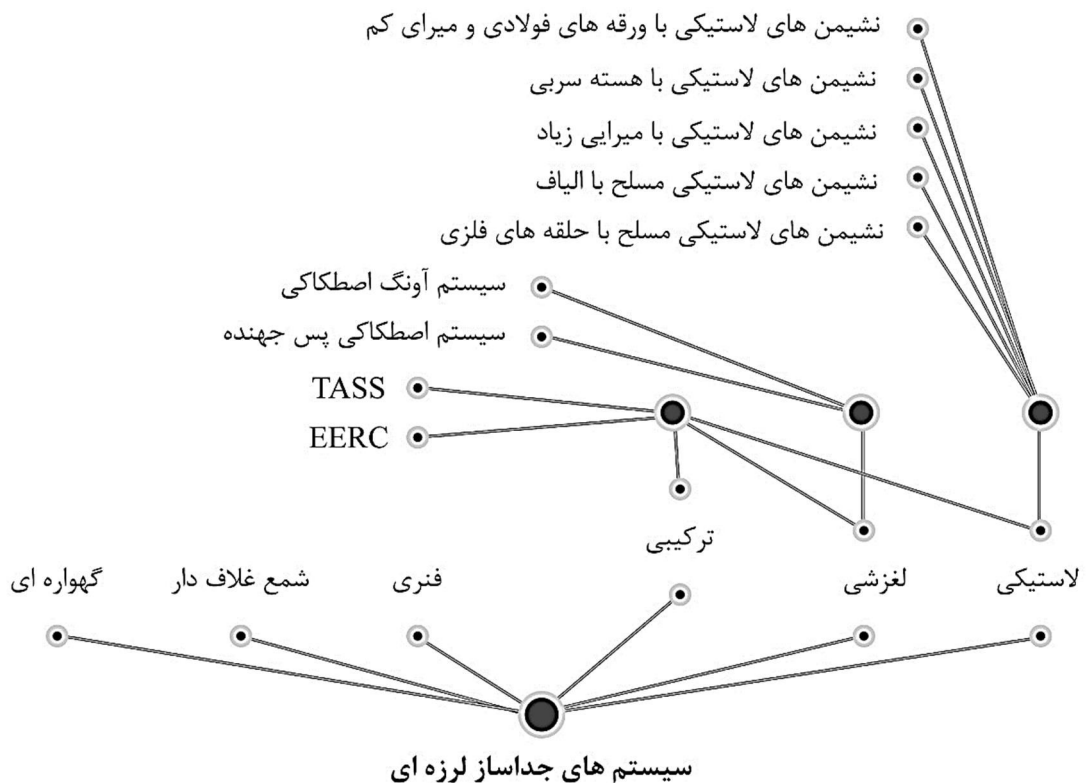 نشیمن های لاستیکی با ورقه های فولادی و میرای کم
نشیمن های لاستیکی با هسته سربی
نشیمن های لاستیکی با میرایی زیاد
نشیمن های لاستیکی مسلح با الیاف
نشیمن های لاستیکی مسلح با حلقه های فلزی
سیستم آونگ اصطکاکی
سیستم اصطکاکی پس جهنده
TASS
EERC
ترکیبی
لاستیکی
لغزشی
فنری
شمع غلاف دار
گهواره ای
سیستم های جداساز لرزه ای